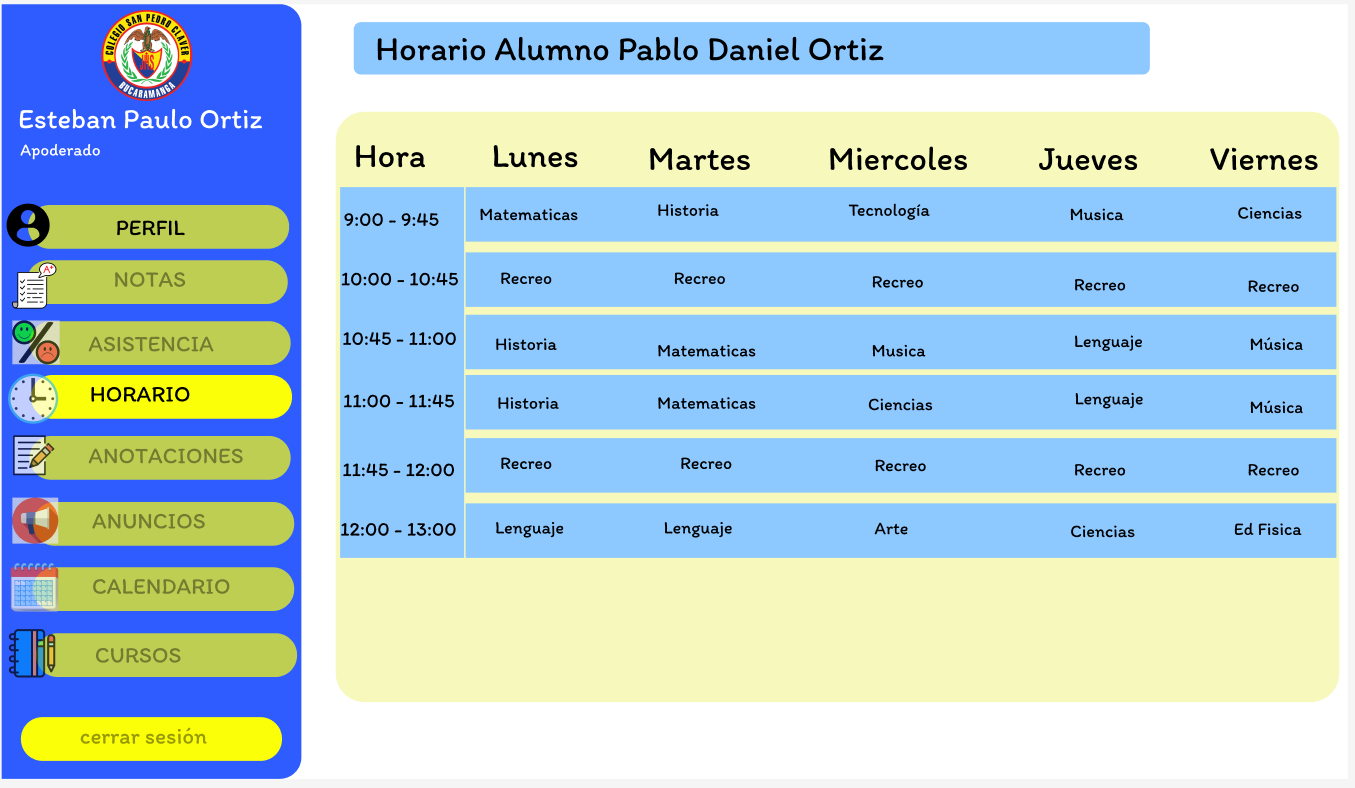 COLEGIO SAN PEDRO CLAVER
JHS
BUCARAMANGA
Esteban Paulo Ortiz
Apoderado
PERFIL
A+
NOTAS
ASISTENCIA
HORARIO
ANOTACIONES
ANUNCIOS
CALENDARIO
CURSOS
cerrar sesión
Horario Alumno Pablo Daniel Ortiz
Hora Lunes Martes Miercoles Jueves Viernes
9:00 - 9:45 Matematicas Historia Tecnología Musica Ciencias
10:00 - 10:45 Recreo Recreo Recreo Recreo Recreo
10:45 - 11:00 Historia Matematicas Musica Lenguaje Música
11:00 - 11:45 Historia Matematicas Ciencias Lenguaje Música
11:45 - 12:00 Recreo Recreo Recreo Recreo Recreo
12:00 - 13:00 Lenguaje Lenguaje Arte Ciencias Ed Fisica